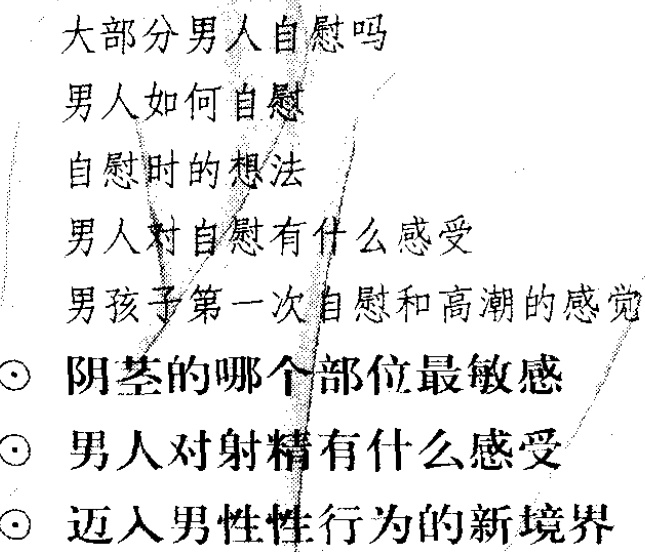 大部分男人自慰吗
男人如何自慰
自慰时的想法
男人对自慰有什么感受
男孩子第一次自慰和高潮的感觉
⊙ 阴茎的哪个部位最敏感
⊙ 男人对射精有什么感受
⊙ 迈入男性性行为的新境界